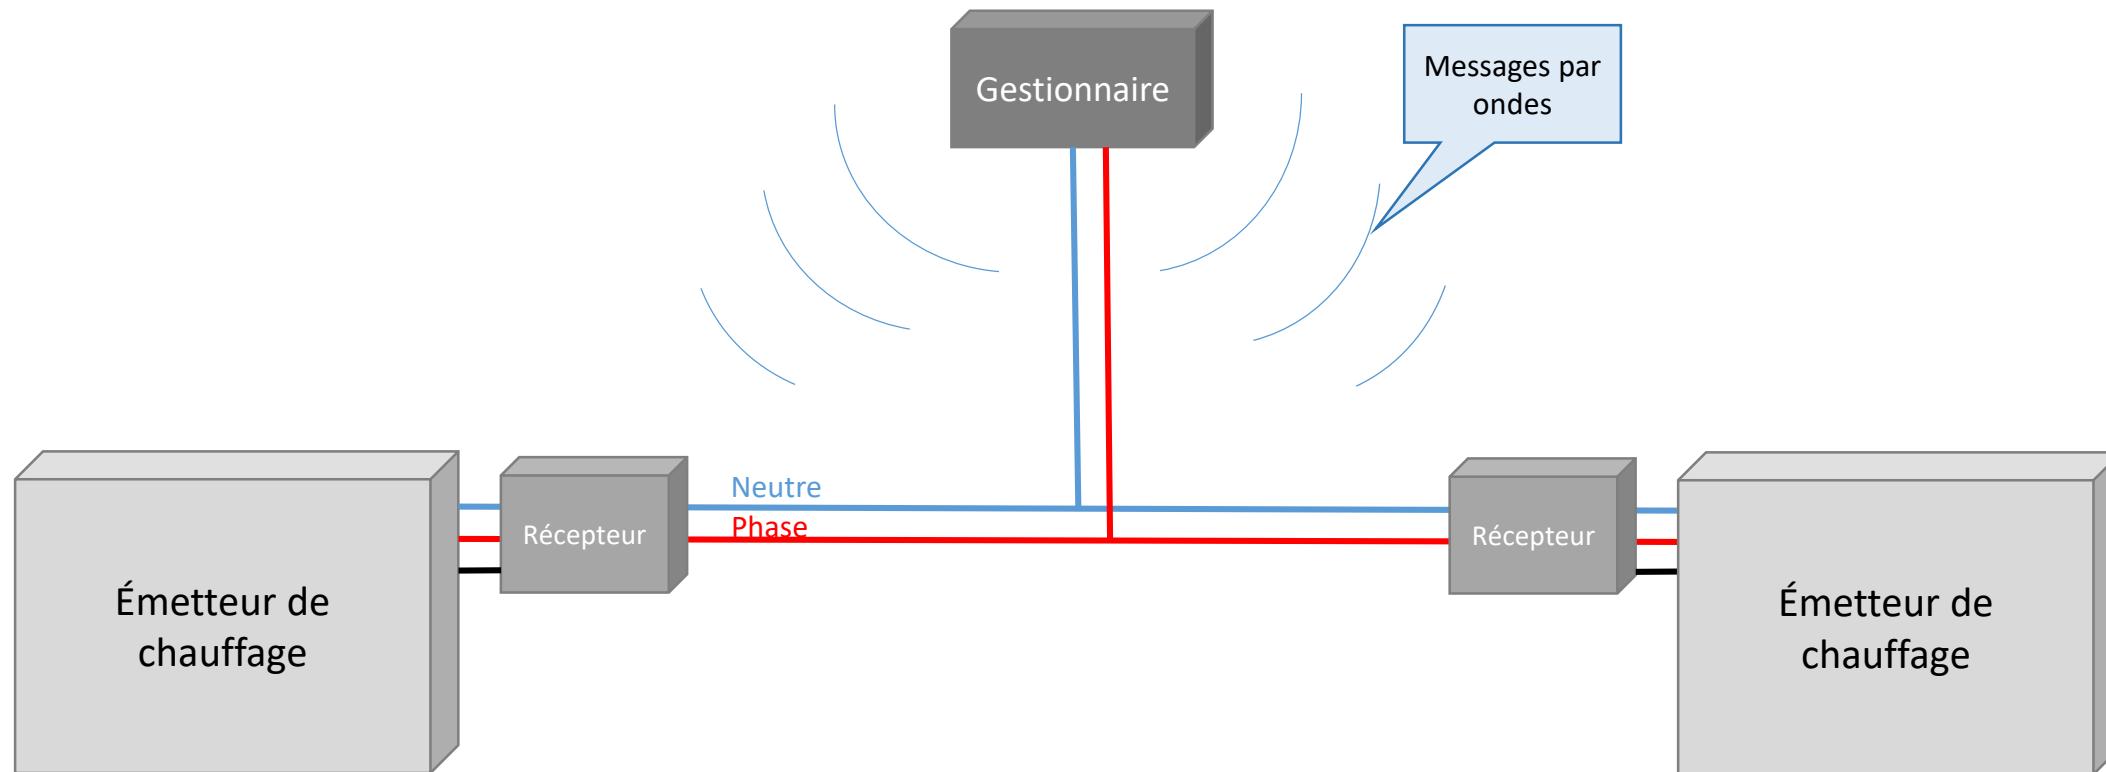 Gestionnaire
Messages par
ondes
Neutre
Phase
Récepteur
Récepteur
Émetteur de
chauffage
Émetteur de
chauffage